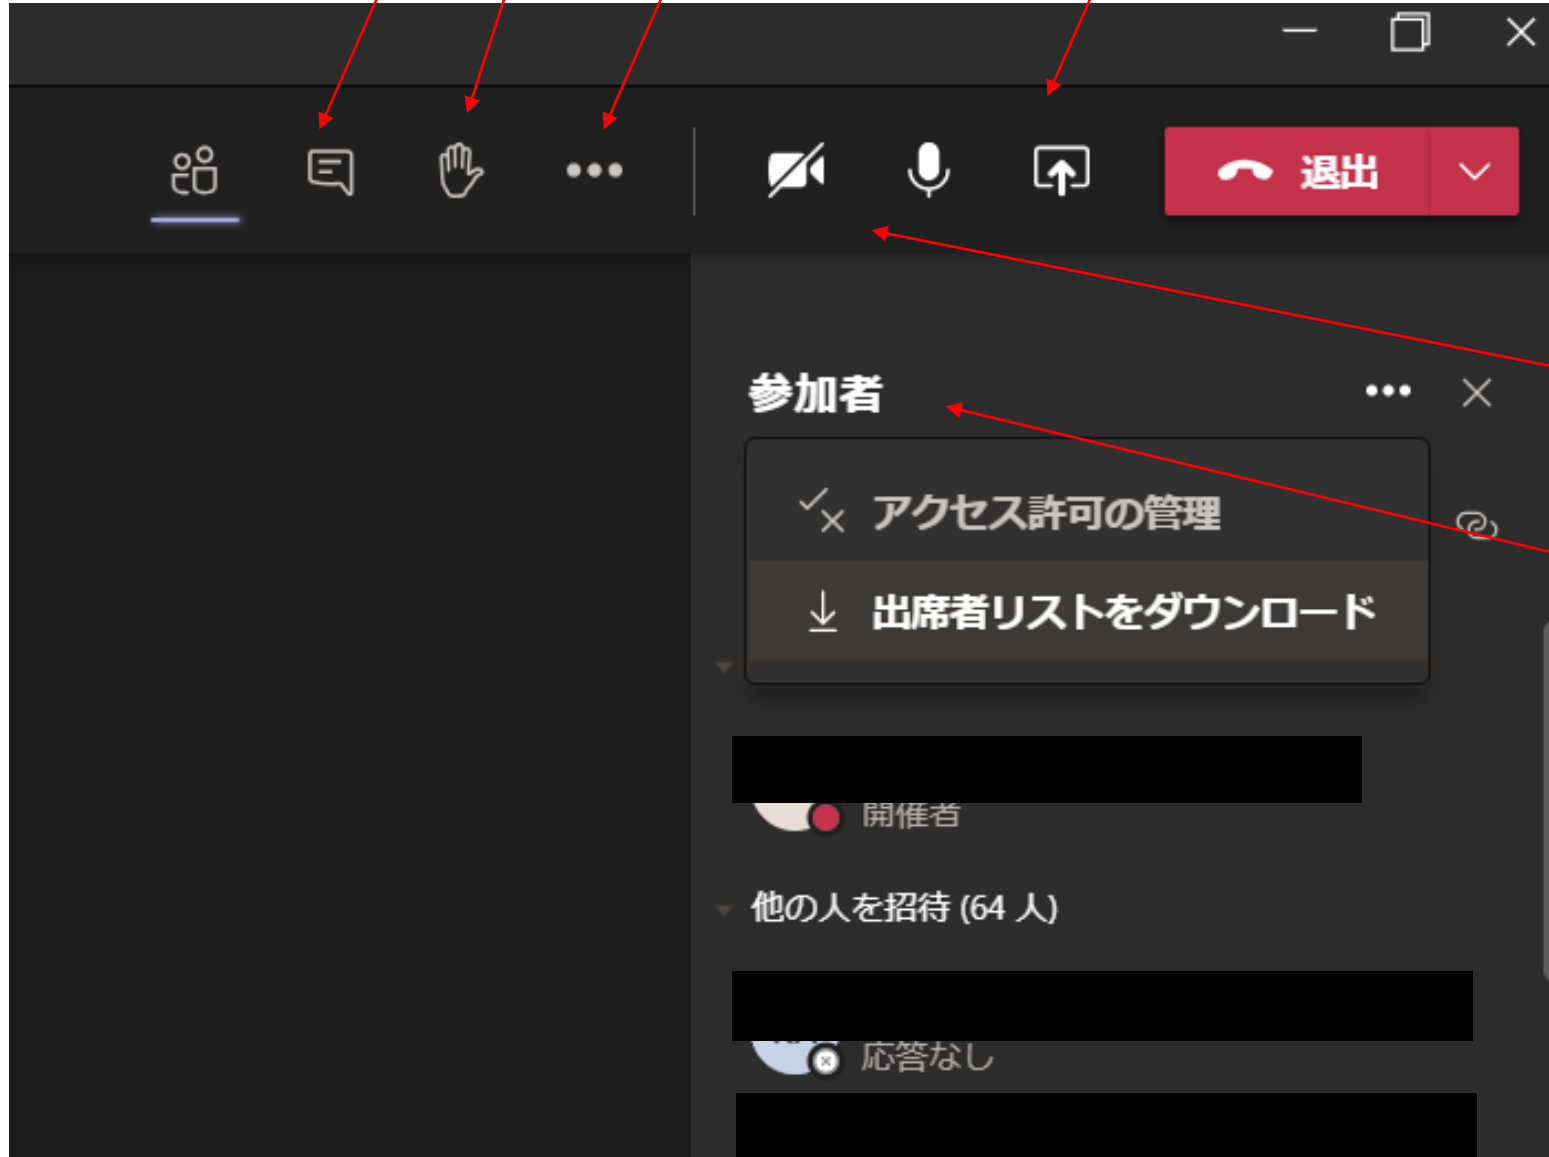 退出
参加者
アクセス許可の管理
出席者リストをダウンロード
開催者
他の人を招待 (64 人)
応答なし